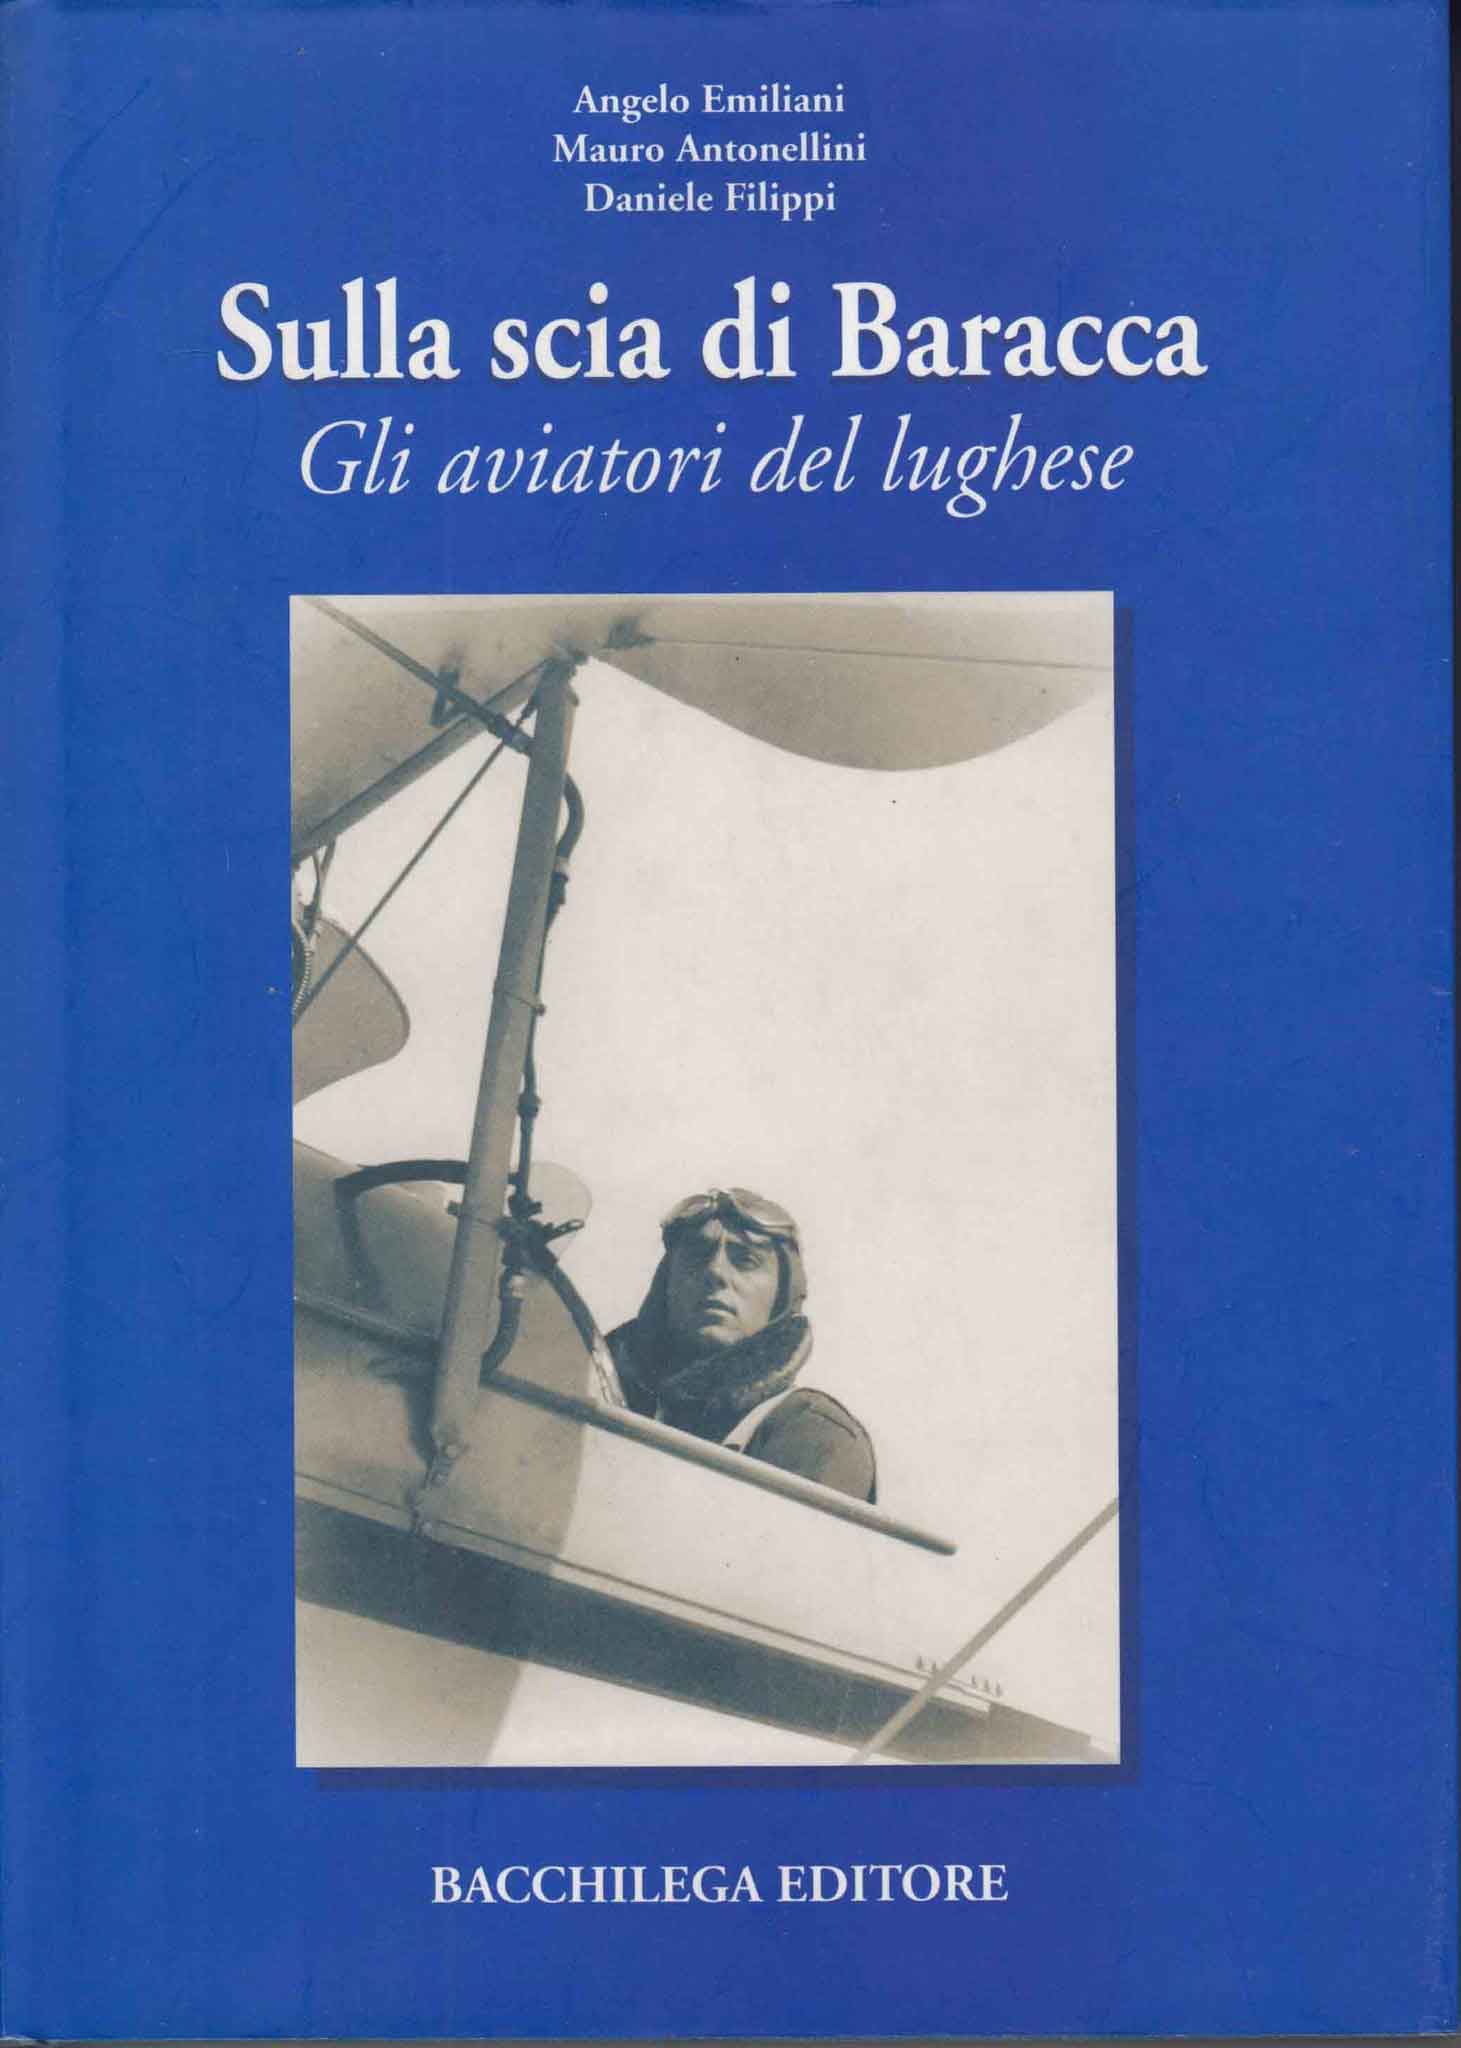 Angelo Emiliani
Mauro Antonellini
Daniele Filippi
Sulla scia di Baracca
Gli aviatori del lughese
BACCHILEGA EDITORE